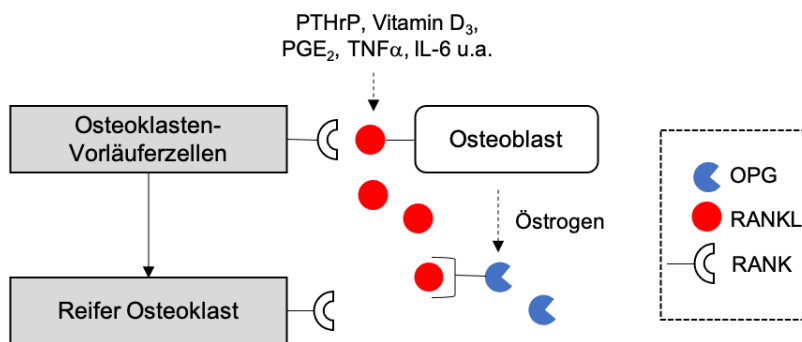 PTHrP, Vitamin D₃,
PGE₂, TNFα, IL-6 u.a.
Osteoklasten-
Vorläuferzellen
Osteoblast
Östrogen
Reifer Osteoklast
OPG
RANKL
RANK